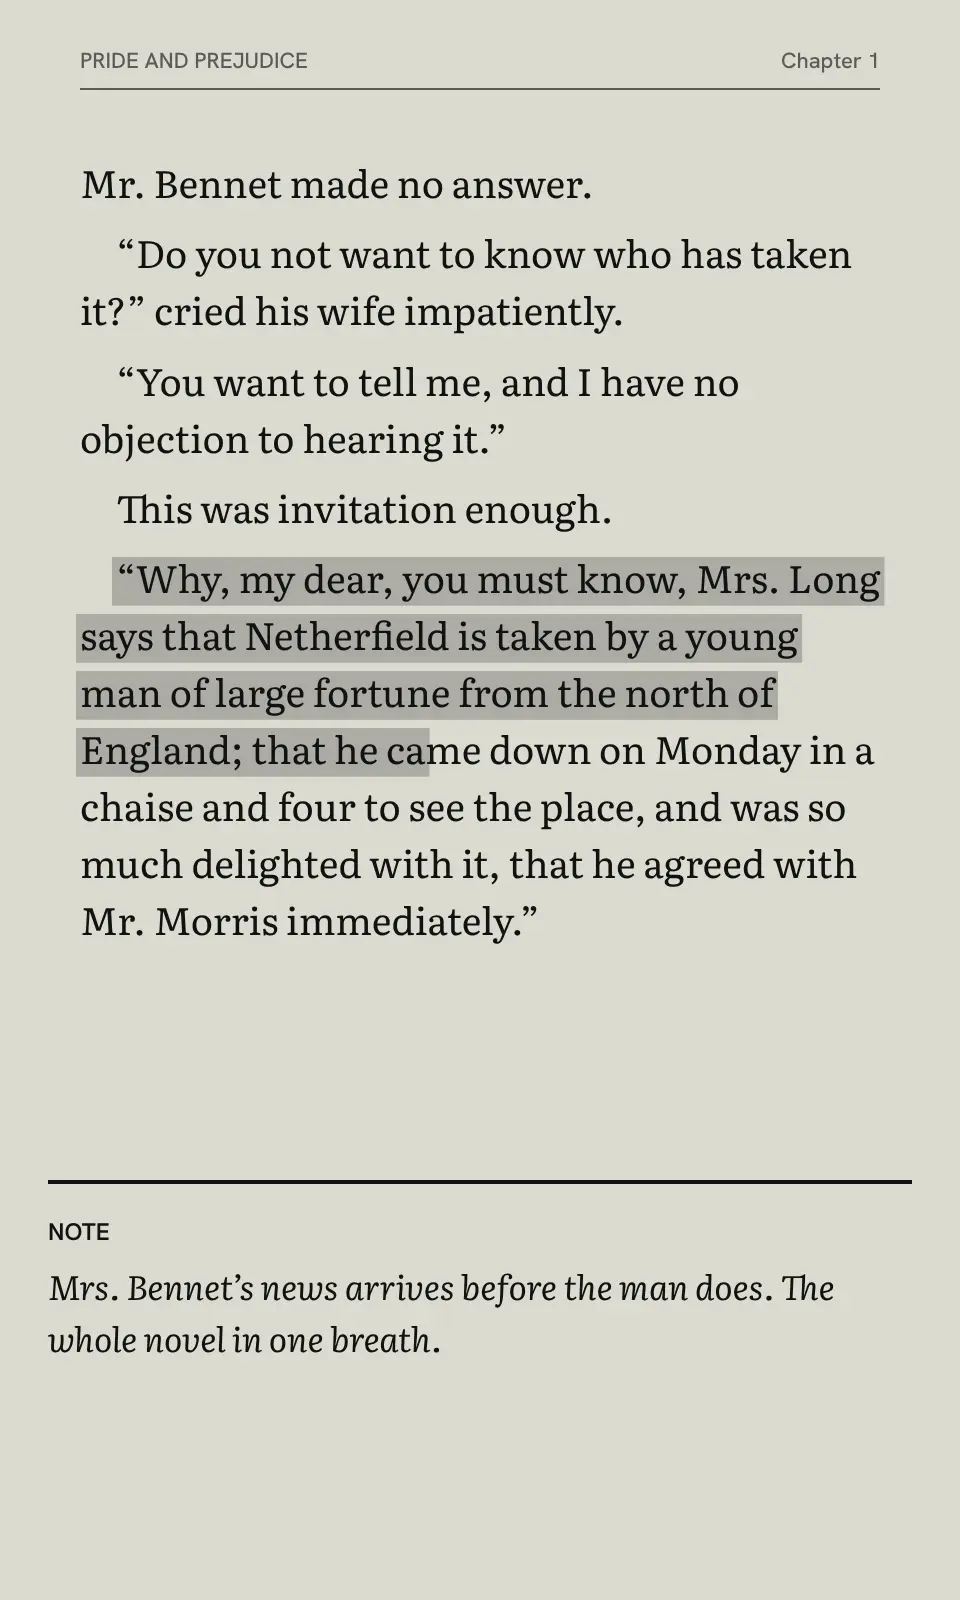 PRIDE AND PREJUDICE
Chapter 1
Mr. Bennet made no answer.
“Do you not want to know who has taken
it?” cried his wife impatiently.
“You want to tell me, and I have no
objection to hearing it.”
This was invitation enough.
“Why, my dear, you must know, Mrs. Long
says that Netherfield is taken by a young
man of large fortune from the north of
England; that he came down on Monday in a
chaise and four to see the place, and was so
much delighted with it, that he agreed with
Mr. Morris immediately.”
NOTE
Mrs. Bennet’s news arrives before the man does. The
whole novel in one breath.